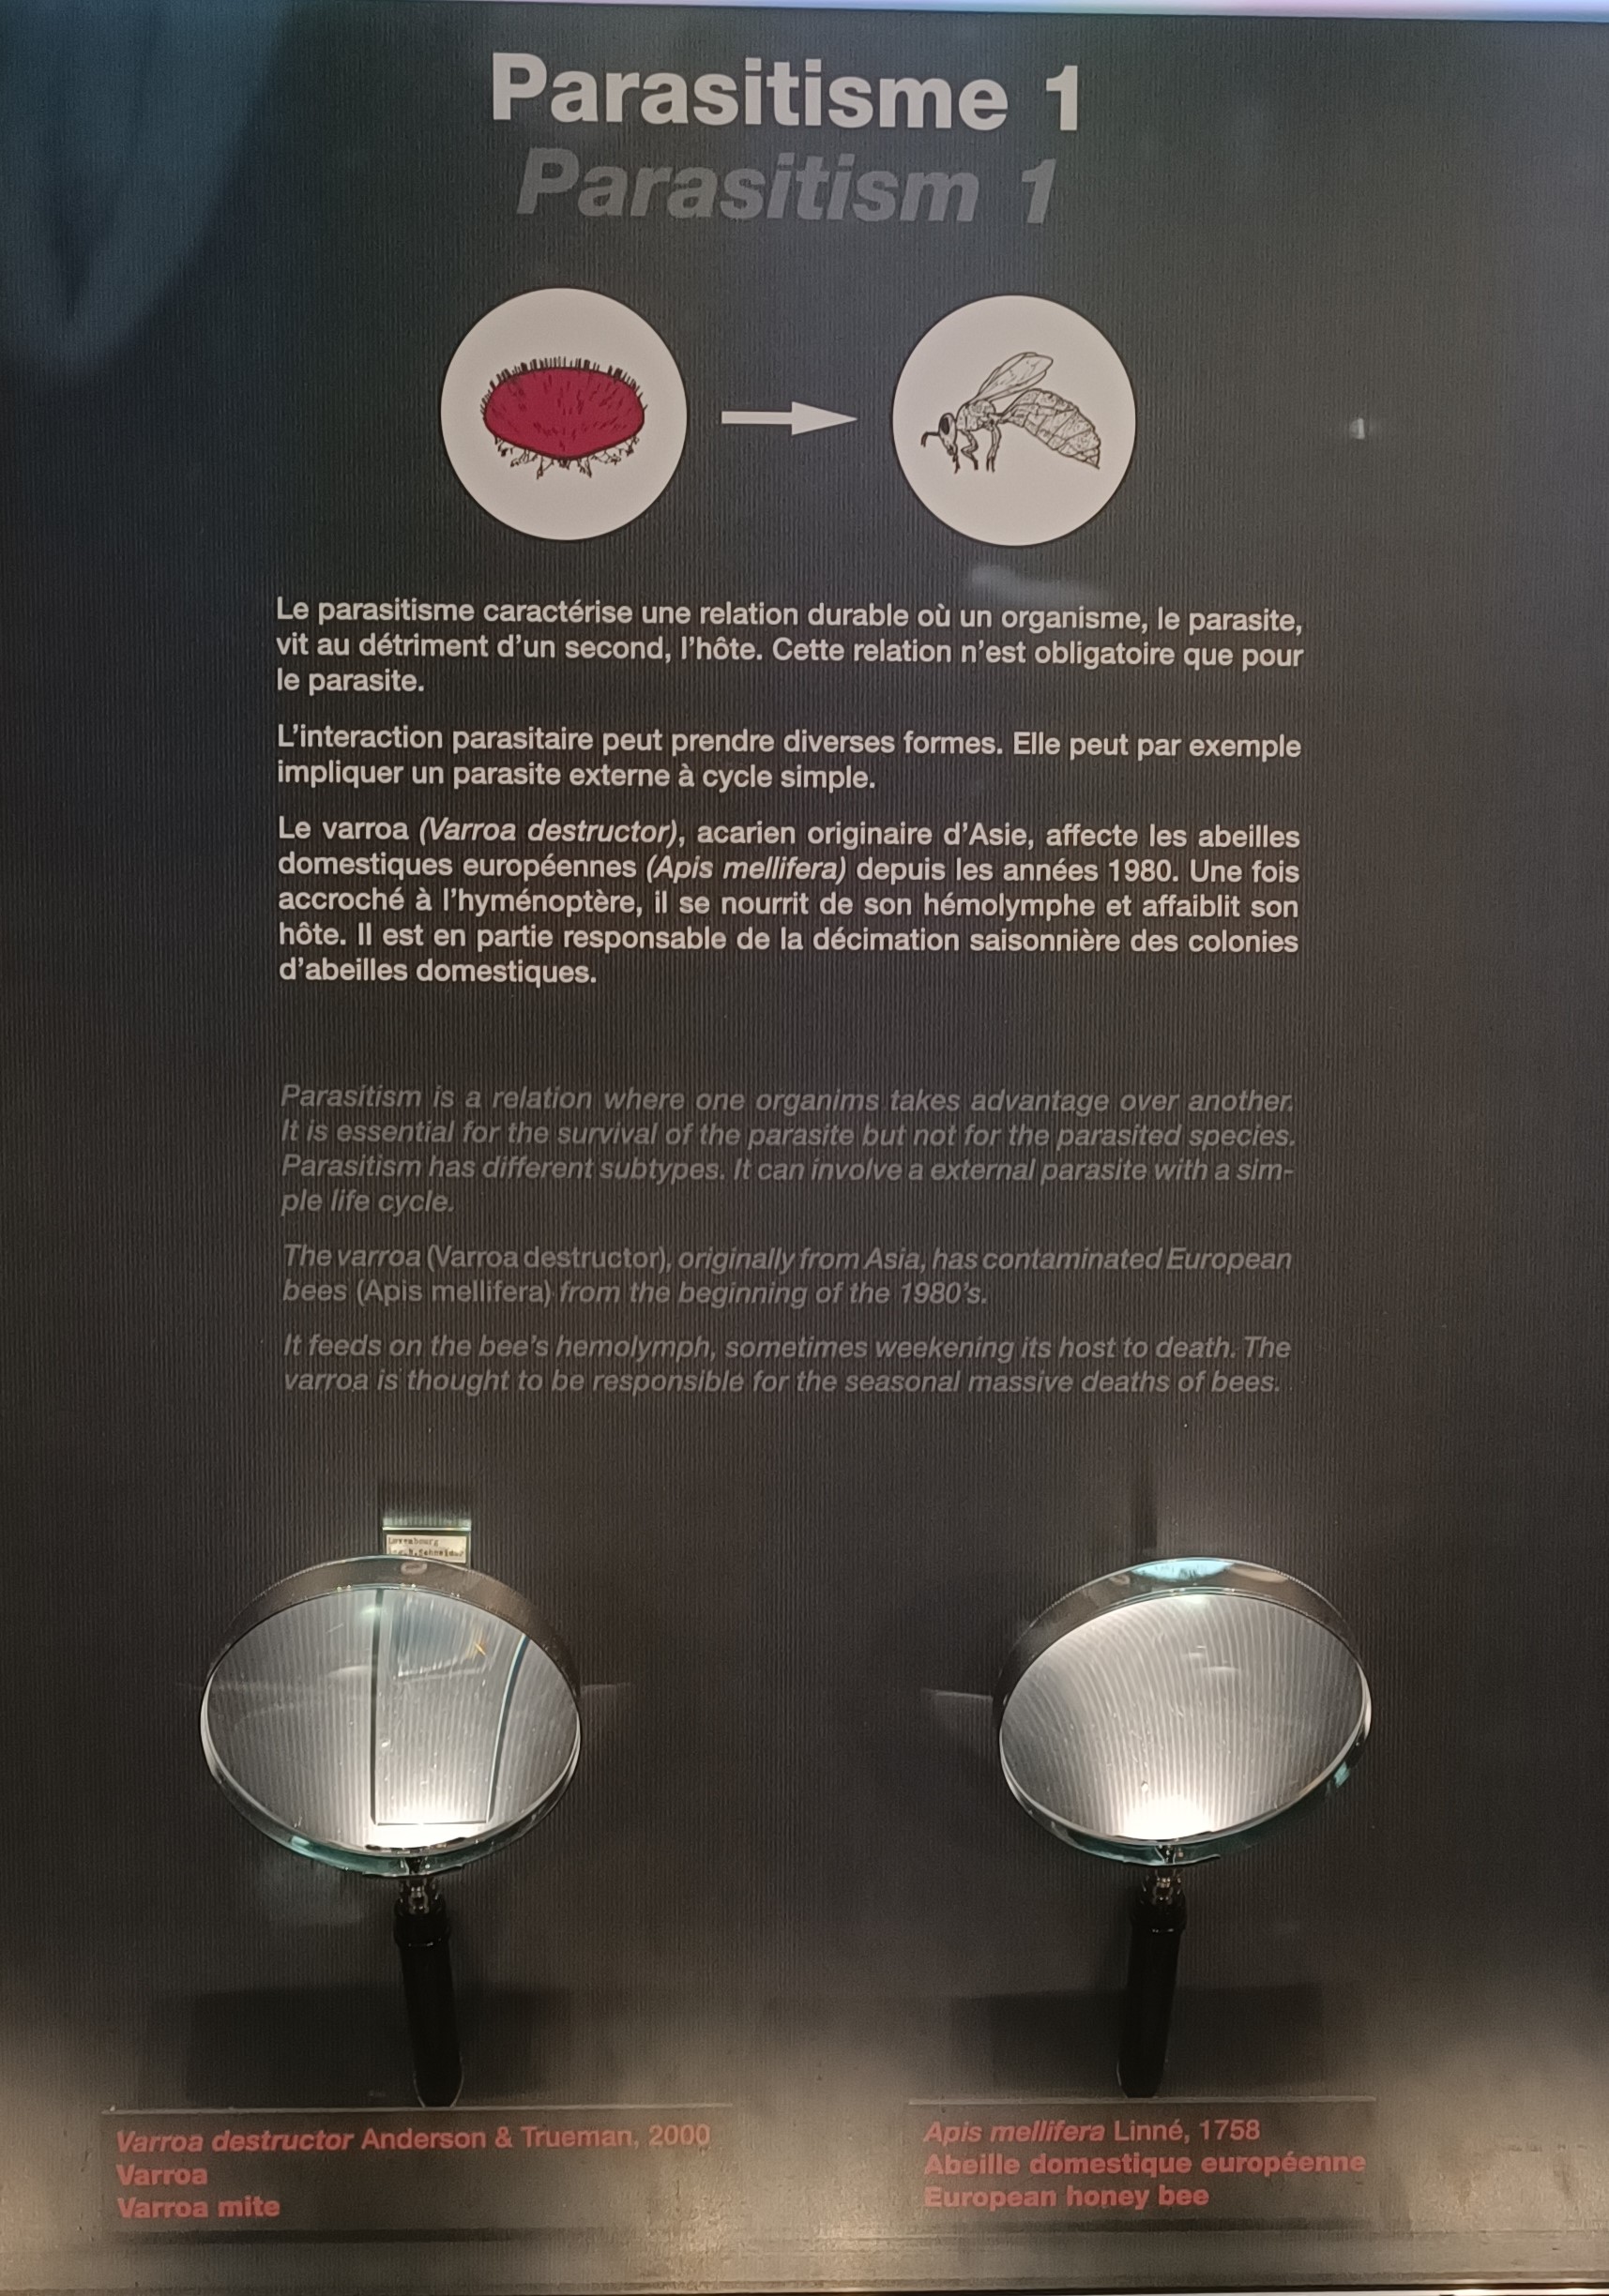 Parasitisme 1
Parasitism 1
Le parasitisme caractérise une relation durable où un organisme, le parasite,
vit au détriment d'un second, l'hôte. Cette relation n'est obligatoire que pour
le parasite.
L'interaction parasitaire peut prendre diverses formes. Elle peut par exemple
impliquer un parasite externe à cycle simple.
Le varroa (Varroa destructor), acarien originaire d'Asie, affecte les abeilles
domestiques européennes (Apis mellifera) depuis les années 1980. Une fois
accroché à l'hyménoptère, il se nourrit de son hémolymphe et affaiblit son
hôte. Il est en partie responsable de la décimation saisonnière des colonies
d'abeilles domestiques.
Parasitism is a relation where one organims takes advantage over another.
It is essential for the survival of the parasite but not for the parasited species.
Parasitism has different subtypes. It can involve a external parasite with a sim-
ple life cycle.
The varroa (Varroa destructor), originally from Asia, has contaminated European
bees (Apis mellifera) from the beginning of the 1980's.
It feeds on the bee's hemolymph, sometimes weekening its host to death. The
varroa is thought to be responsible for the seasonal massive deaths of bees.
Luxembourg
Varroa destructor Anderson & Trueman, 2000
Varroa
Varroa mite
Apis mellifera Linné, 1758
Abeille domestique européenne
European honey bee